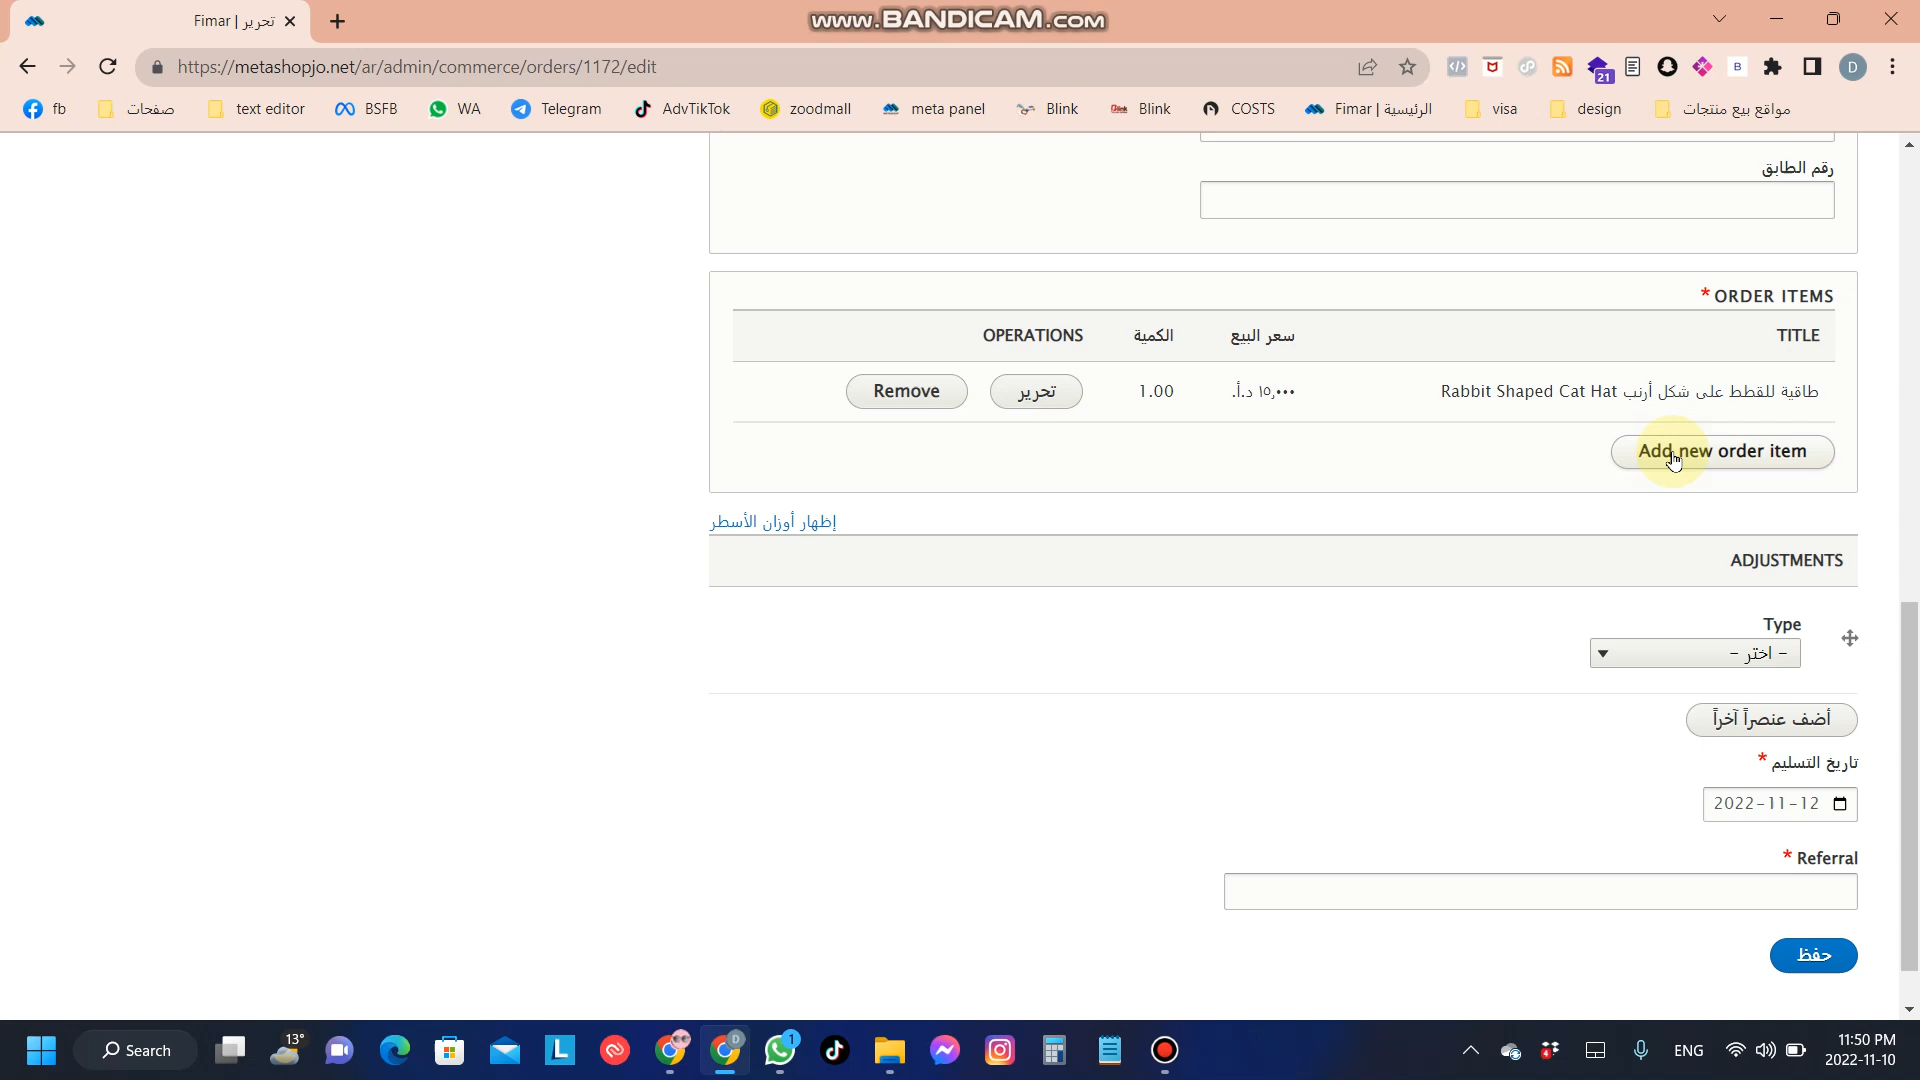 Fimar | تحرير
www.BANDICAM.com
https://metashopjo.net/ar/admin/commerce/orders/1172/edit
21
B
D
fb
صفحات
text editor
BSFB
WA
Telegram
AdvTikTok
zoodmall
meta panel
Blink
Blink
COSTS
Fimar | الرئيسية
visa
design
مواقع بيع منتجات
رقم الطابق
ORDER ITEMS *
TITLE
سعر البيع
الكمية
OPERATIONS
طاقية للقطط على شكل أرنب Rabbit Shaped Cat Hat
١٥٫٠٠٠ د.أ.
1.00
تحرير
Remove
Add new order item
إظهار أوزان الأسطر
ADJUSTMENTS
Type
- اختر -
أضف عنصراً آخراً
تاريخ التسليم *
2022-11-12
Referral *
حفظ
Search
13°
L
D
1
4
ENG
11:50 PM
2022-11-10